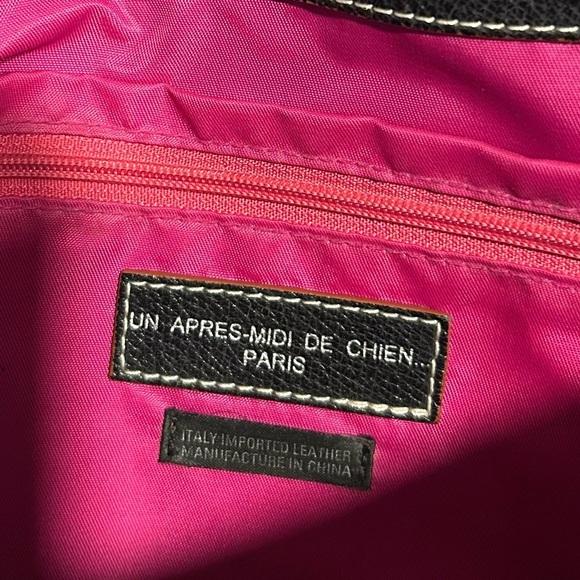 UN APRES-MIDI DE CHIEN...
PARIS
ITALY IMPORTED LEATHER
MANUFACTURE IN CHINA